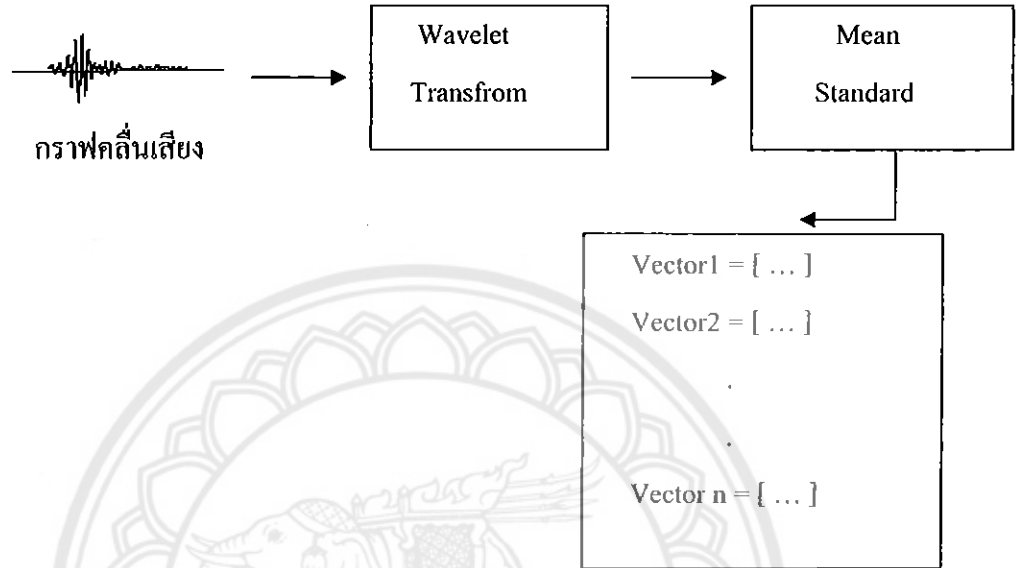 Wavelet
Transfrom
Mean
Standard
กราฟคลื่นเสียง
Vector1 = [ ... ]
Vector2 = [ ... ]
.
.
Vector n = [ ... ]